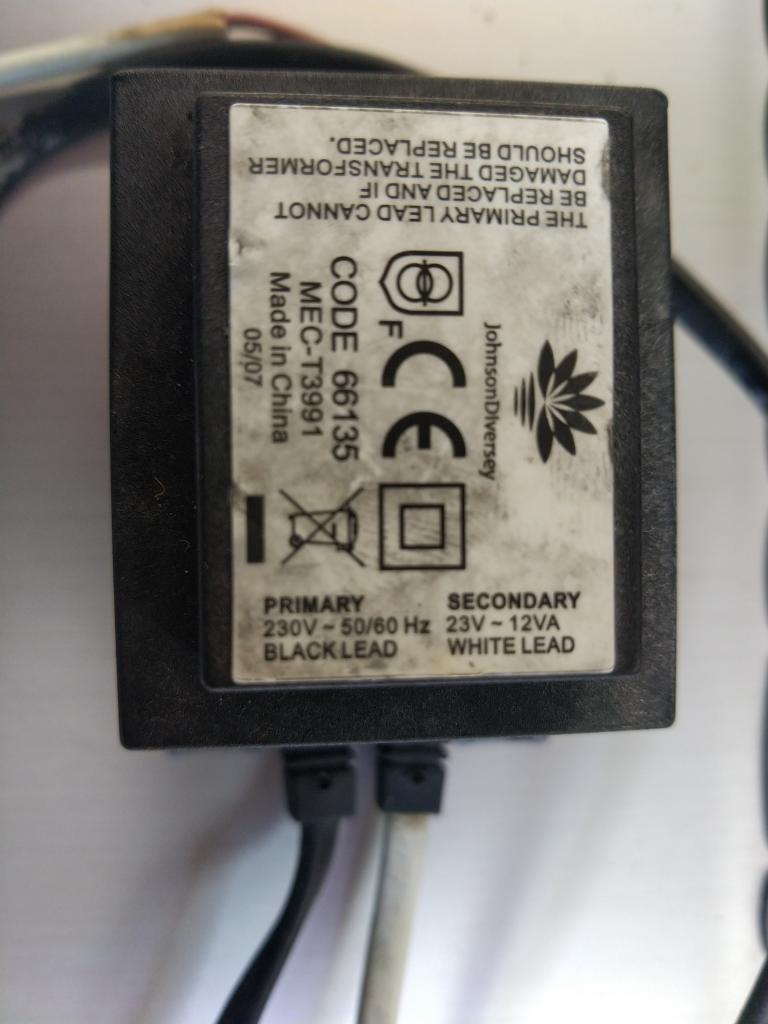 THE PRIMARY LEAD CANNOT
BE REPLACED AND IF
DAMAGED THE TRANSFORMER
SHOULD BE REPLACED.
JohnsonDiversey
F
CE
CODE 66135
MEC-T3991
Made in China
05/07
PRIMARY
230V ~ 50/60 Hz
BLACK LEAD
SECONDARY
23V ~ 12VA
WHITE LEAD